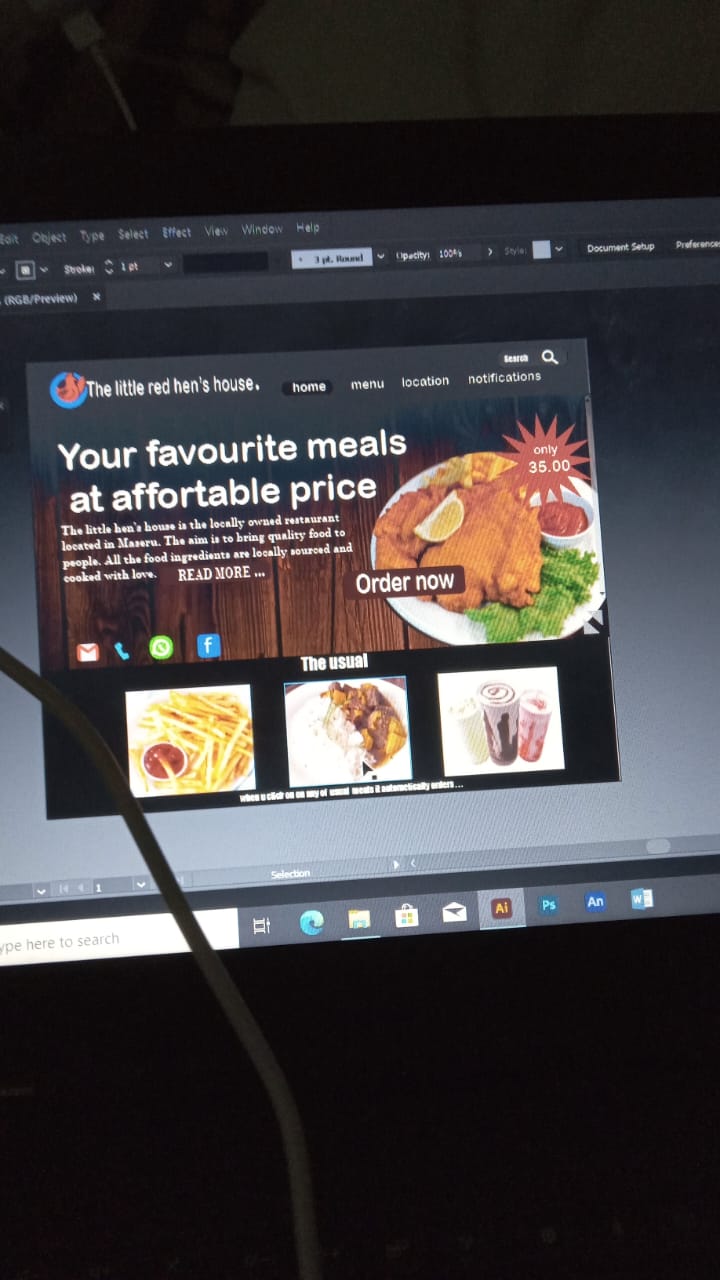 Edit Object Type Select Effect View Window Help
Stroke: 1 pt 3 pt. Round Opacity: 100% Style: Document Setup Preferences
(RGB/Preview) ×
Search
The little red hen's house. home menu location notifications
Your favourite meals
at affortable price
only
35.00
The little hen's house is the locally owned restaurant
located in Maseru. The aim is to bring quality food to
people. All the food ingredients are locally sourced and
cooked with love. READ MORE ...
Order now
The usual
when u click on on any of usual meals it automatically orders ...
1 Selection
ype here to search
Ai Ps An W